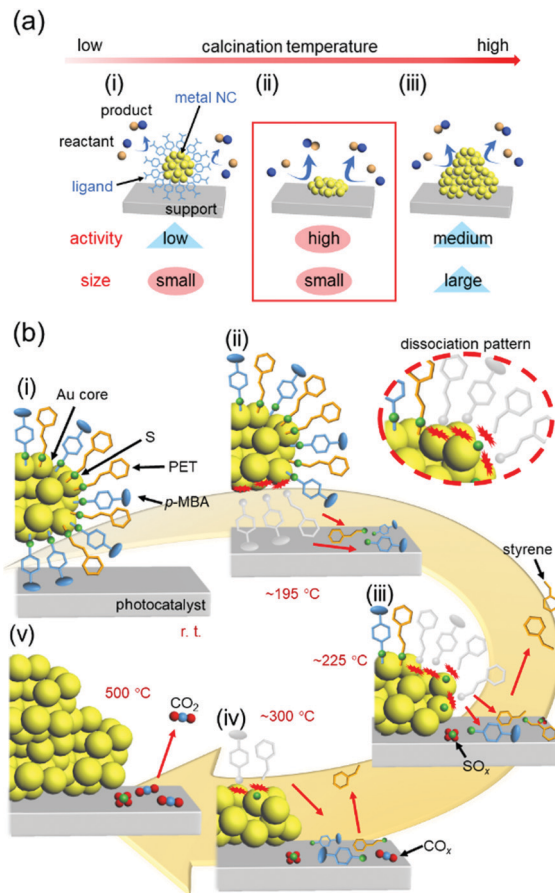 (a)
low calcination temperature high
(i) (ii) (iii)
product metal NC
reactant
ligand
support
activity low high medium
size small small large
(b)
(i)
Au core
S
PET
p-MBA
photocatalyst
r. t.
(ii)
dissociation pattern
~195 °C
styrene
(iii)
~225 °C
SOx
(iv)
~300 °C
COx
(v)
500 °C
CO2